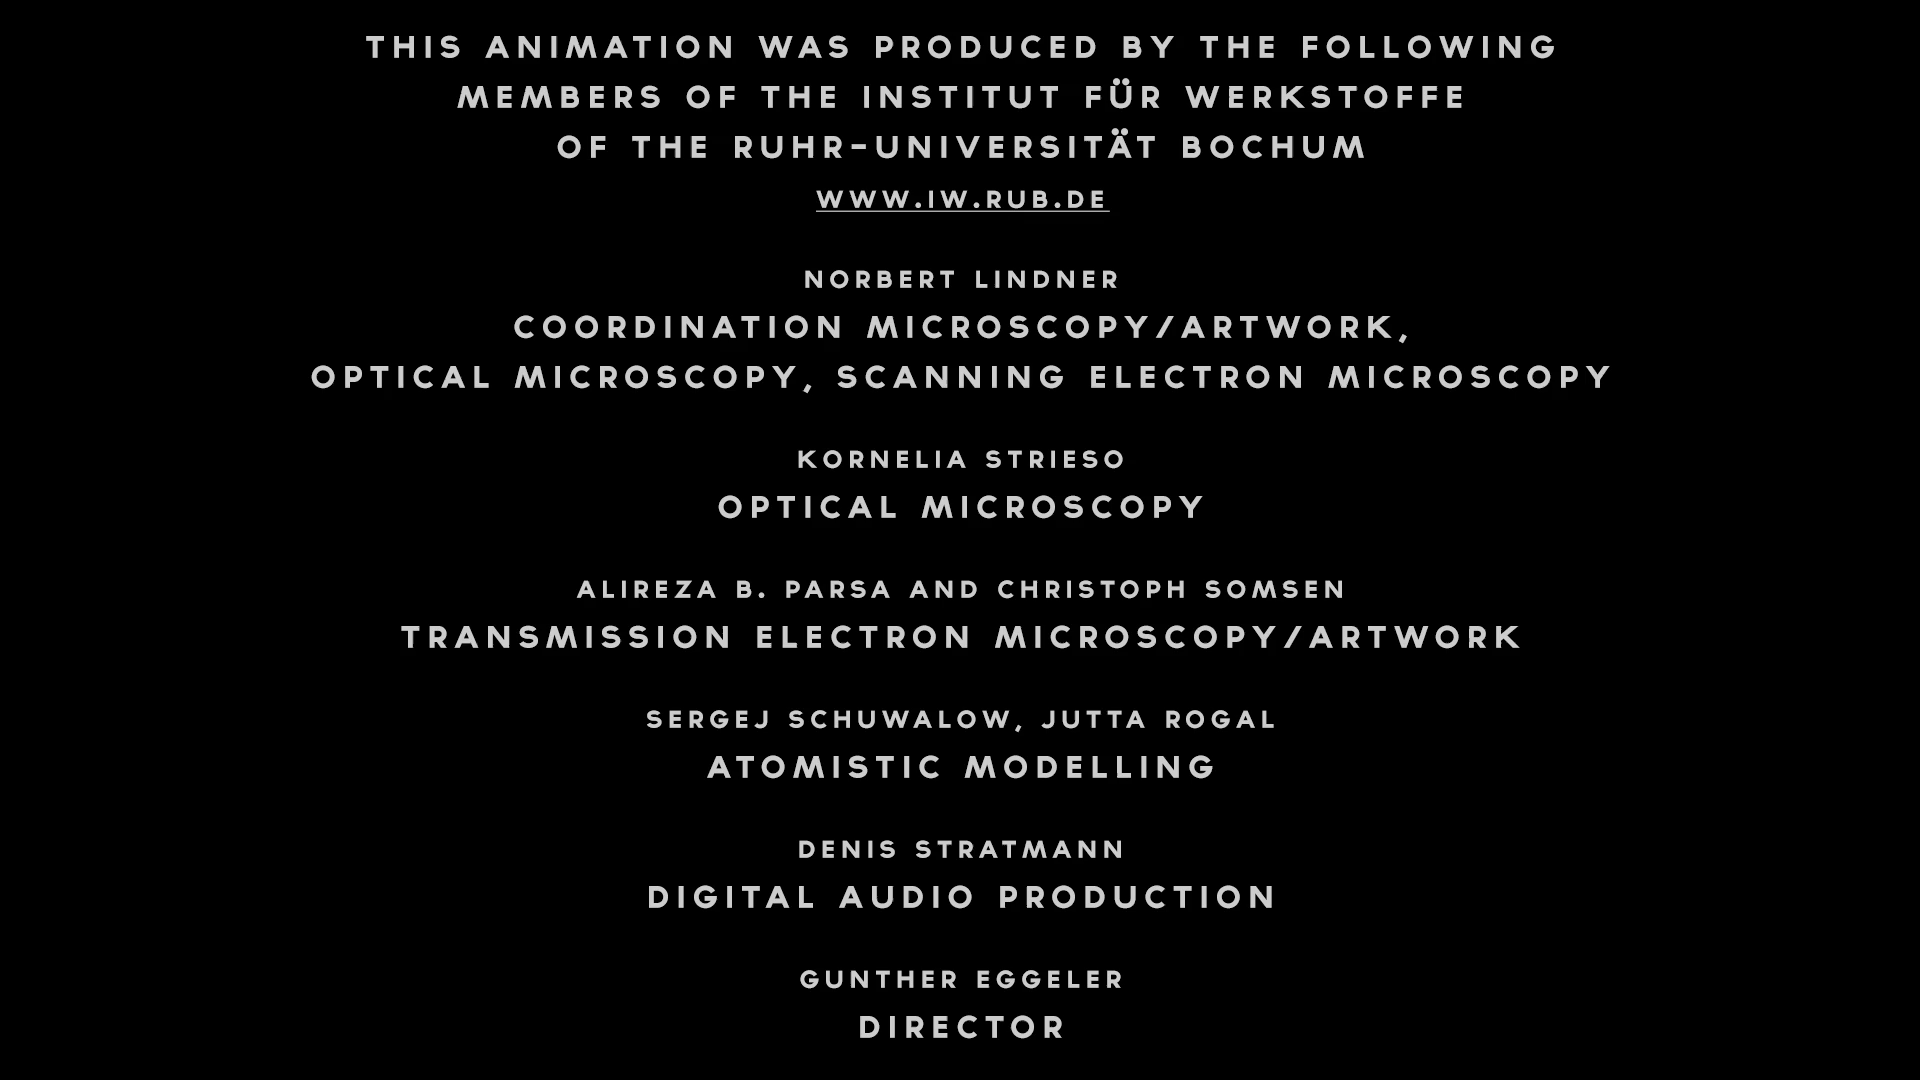 THIS ANIMATION WAS PRODUCED BY THE FOLLOWING
MEMBERS OF THE INSTITUT FÜR WERKSTOFFE
OF THE RUHR-UNIVERSITÄT BOCHUM
WWW.IW.RUB.DE
NORBERT LINDNER
COORDINATION MICROSCOPY/ARTWORK,
OPTICAL MICROSCOPY, SCANNING ELECTRON MICROSCOPY
KORNELIA STRIESO
OPTICAL MICROSCOPY
ALIREZA B. PARSA AND CHRISTOPH SOMSEN
TRANSMISSION ELECTRON MICROSCOPY/ARTWORK
SERGEJ SCHUWALOW, JUTTA ROGAL
ATOMISTIC MODELLING
DENIS STRATMANN
DIGITAL AUDIO PRODUCTION
GUNTHER EGGELER
DIRECTOR